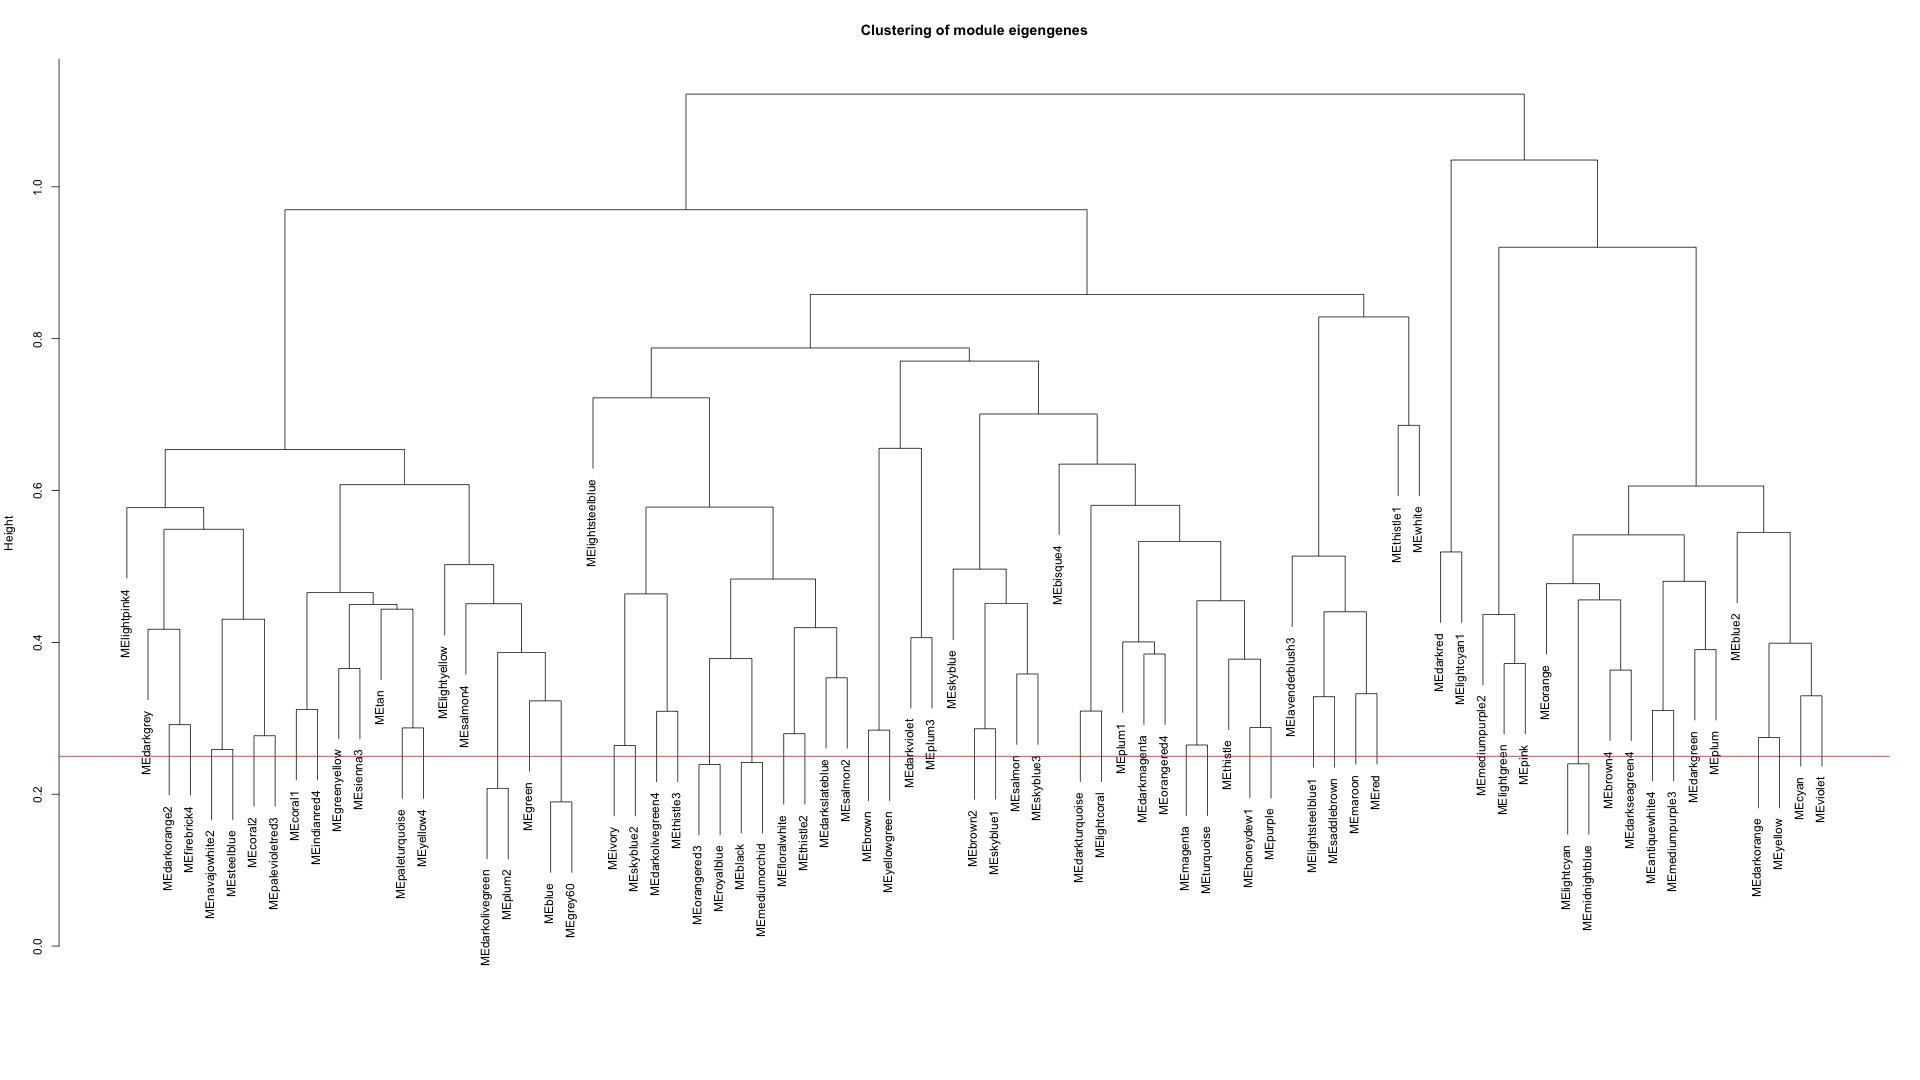 Clustering of module eigengenes
Height
1.0
0.8
0.6
0.4
0.2
0.0
MElightpink4
MEdarkgrey
MEdarkorange2
MEfirebrick4
MEnavajowhite2
MEsteelblue
MEcoral2
MEpalevioletred3
MEcoral1
MEindianred4
MEgreenyellow
MEsienna3
MEtan
MEpaleturquoise
MEyellow4
MElightyellow
MEsalmon4
MEdarkolivegreen
MEplum2
MEgreen
MEblue
MEgrey60
MElightsteelblue
MEivory
MEskyblue2
MEdarkolivegreen4
MEthistle3
MEorangered3
MEroyalblue
MEblack
MEmediumorchid
MEfloralwhite
MEthistle2
MEdarkslateblue
MEsalmon2
MEbrown
MEyellowgreen
MEdarkviolet
MEplum3
MEskyblue
MEbrown2
MEskyblue1
MEsalmon
MEskyblue3
MEbisque4
MEdarkturquoise
MElightcoral
MEplum1
MEdarkmagenta
MEorangered4
MEmagenta
MEturquoise
MEthistle
MEhoneydew1
MEpurple
MElavenderblush3
MElightsteelblue1
MEsaddlebrown
MEmaroon
MEred
MEthistle1
MEwhite
MEdarkred
MElightcyan1
MEmediumpurple2
MElightgreen
MEpink
MEorange
MElightcyan
MEmidnightblue
MEbrown4
MEdarkseagreen4
MEantiquewhite4
MEmediumpurple3
MEdarkgreen
MEplum
MEblue2
MEdarkorange
MEyellow
MEcyan
MEviolet